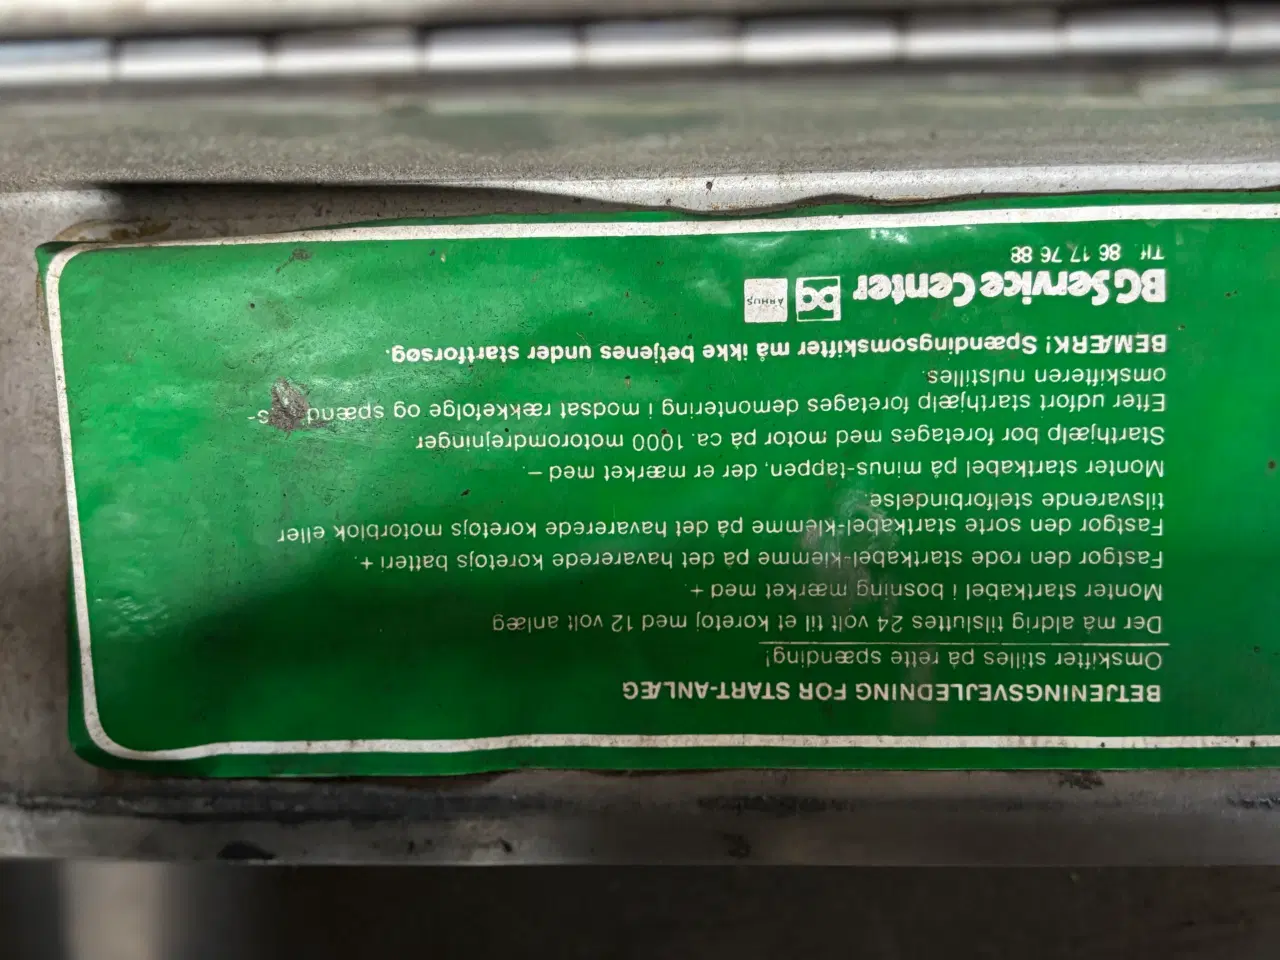 BETJENINGSVEJLEDNING FOR START-ANLÆG
Omskifter stilles på rette spænding!
Der må aldrig tilsluttes 24 volt til et køretøj med 12 volt anlæg
Monter startkabel i bøsning mærket med +
Fastgør den røde startkabel-klemme på det havarerede køretøjs batteri +.
Fastgør den sorte startkabel-klemme på det havarerede køretøjs motorblok eller
tilsvarende stelforbindelse.
Monter startkabel på minus-tappen, der er mærket med –.
Starthjælp bør foretages med motor på ca. 1000 motoromdrejninger
Efter udført starthjælp foretages demontering i modsat rækkefølge og spænd s-
omskifteren nulstilles.
BEMÆRK! Spændingsomskifter må ikke betjenes under startforsøg.
BG Service Center bg ÅRHUS
Tlf. 86 17 76 88